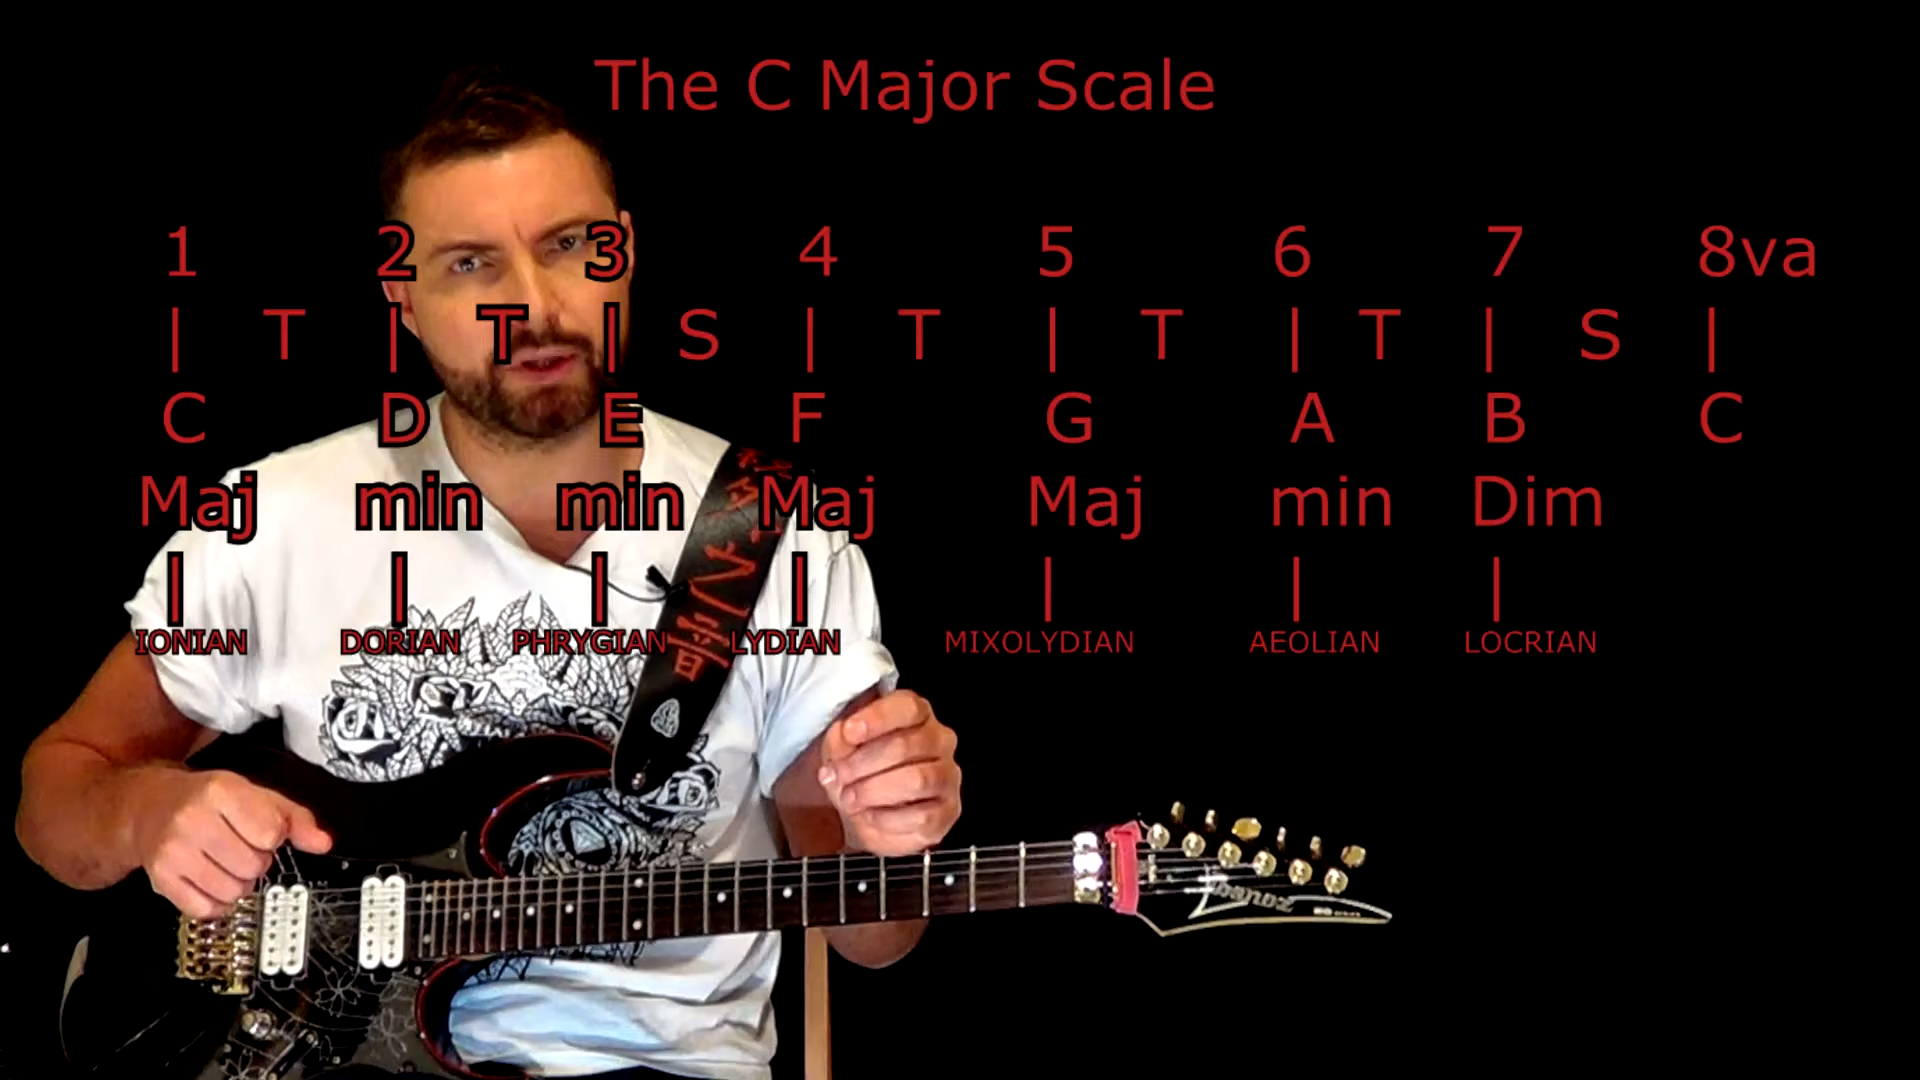 The C Major Scale
1 2 3 4 5 6 7 8va
| T | T | S | T | T | T | S |
C D E F G A B C
Maj min min Maj Maj min Dim
| | | | | | |
IONIAN DORIAN PHRYGIAN LYDIAN MIXOLYDIAN AEOLIAN LOCRIAN
Ibanez